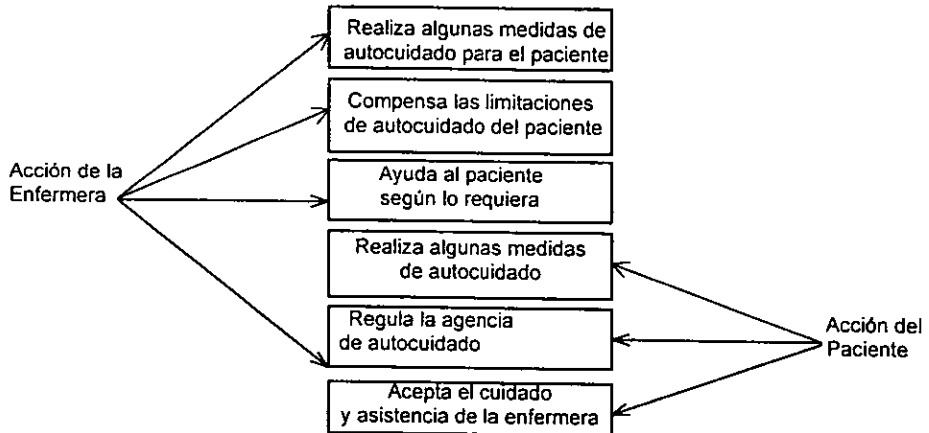 Realiza algunas medidas de
autocuidado para el paciente
Compensa las limitaciones
de autocuidado del paciente
Acción de la
Enfermera
Ayuda al paciente
según lo requiera
Realiza algunas medidas
de autocuidado
Regula la agencia
de autocuidado
Acción del
Paciente
Acepta el cuidado
y asistencia de la enfermera